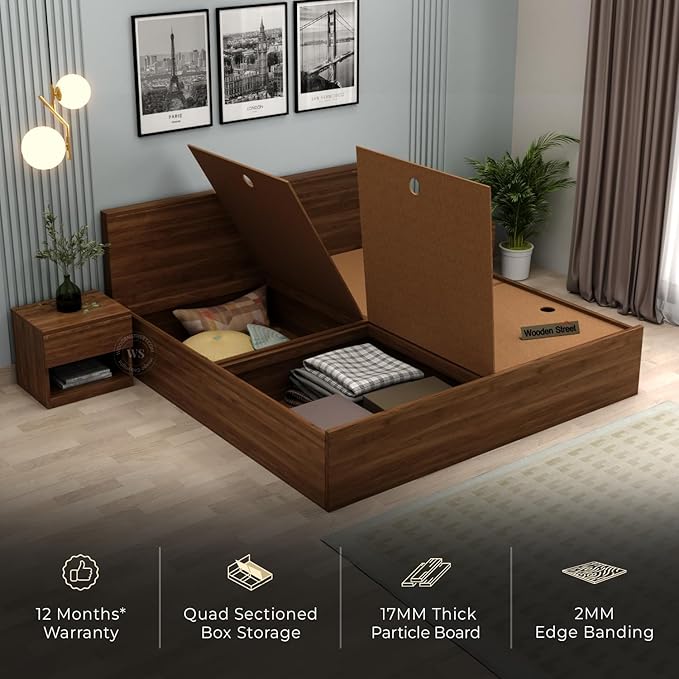 PARIS
LONDON
SAN FRANCISCO
WS
Wooden Street
12 Months*
Warranty
Quad Sectioned
Box Storage
17MM Thick
Particle Board
2MM
Edge Banding